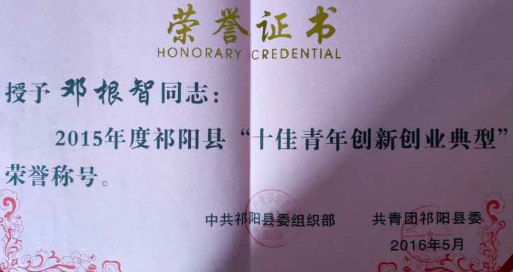 荣誉证书
HONORARY CREDENTIAL
授予邓根智同志：
2015年度祁阳县“十佳青年创新创业典型”
荣誉称号。
中共祁阳县委组织部 共青团祁阳县委
2016年5月